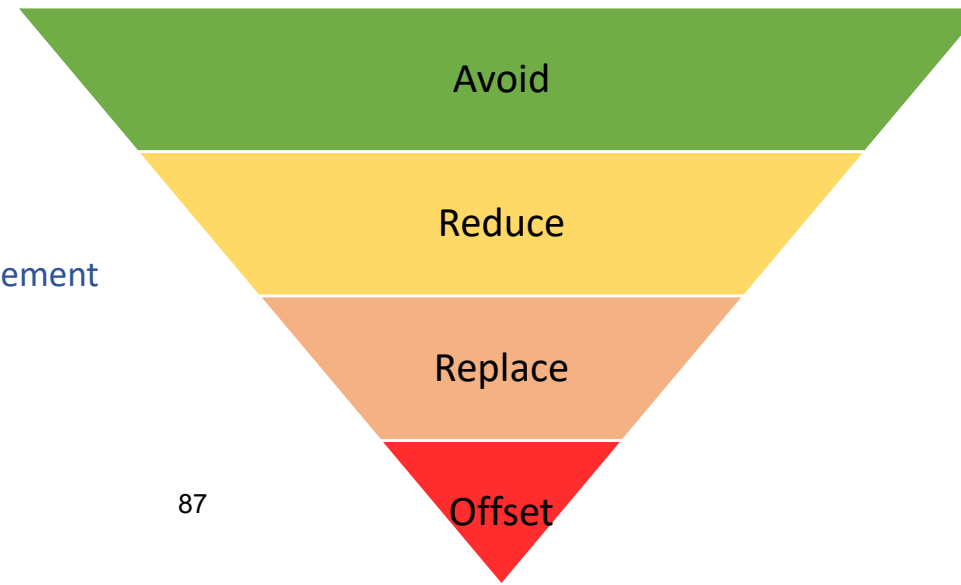 Avoid
Reduce
ement
Replace
87
Offset